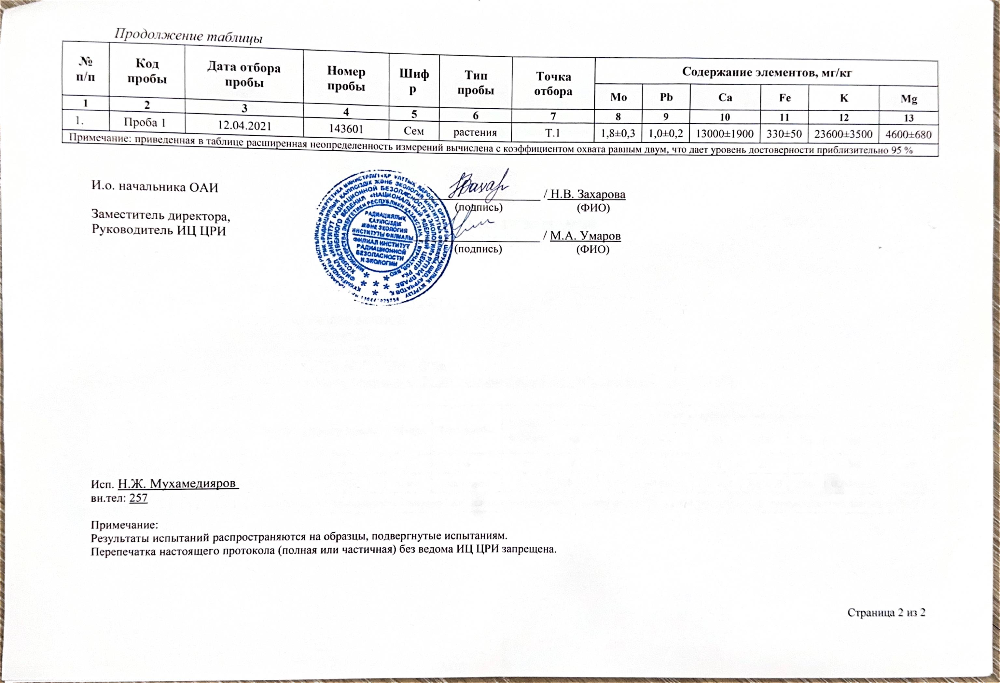 Продолжение таблицы
№ п/п Код пробы Дата отбора пробы Номер пробы Шифр Тип пробы Точка отбора Содержание элементов, мг/кг
Mo Pb Ca Fe K Mg
1 2 3 4 5 6 7 8 9 10 11 12 13
1. Проба 1 12.04.2021 143601 Сем растения Т.1 1,8±0,3 1,0±0,2 13000±1900 330±50 23600±3500 4600±680
Примечание: приведенная в таблице расширенная неопределенность измерений вычислена с коэффициентом охвата равным двум, что дает уровень достоверности приблизительно 95 %
И.о. начальника ОАИ
/ Н.В. Захарова
(подпись) (ФИО)
Заместитель директора,
Руководитель ИЦ ЦРИ
/ М.А. Умаров
(подпись) (ФИО)
РАДИАЦИЯЛЫҚ
ҚАУІПСІЗДІК
ЖӘНЕ ЭКОЛОГИЯ
ИНСТИТУТЫ ФИЛИАЛЫ
ФИЛИАЛ ИНСТИТУТ
РАДИАЦИОННОЙ
БЕЗОПАСНОСТИ
И ЭКОЛОГИИ
Исп. Н.Ж. Мухамедияров
вн.тел: 257
Примечание:
Результаты испытаний распространяются на образцы, подвергнутые испытаниям.
Перепечатка настоящего протокола (полная или частичная) без ведома ИЦ ЦРИ запрещена.
Страница 2 из 2